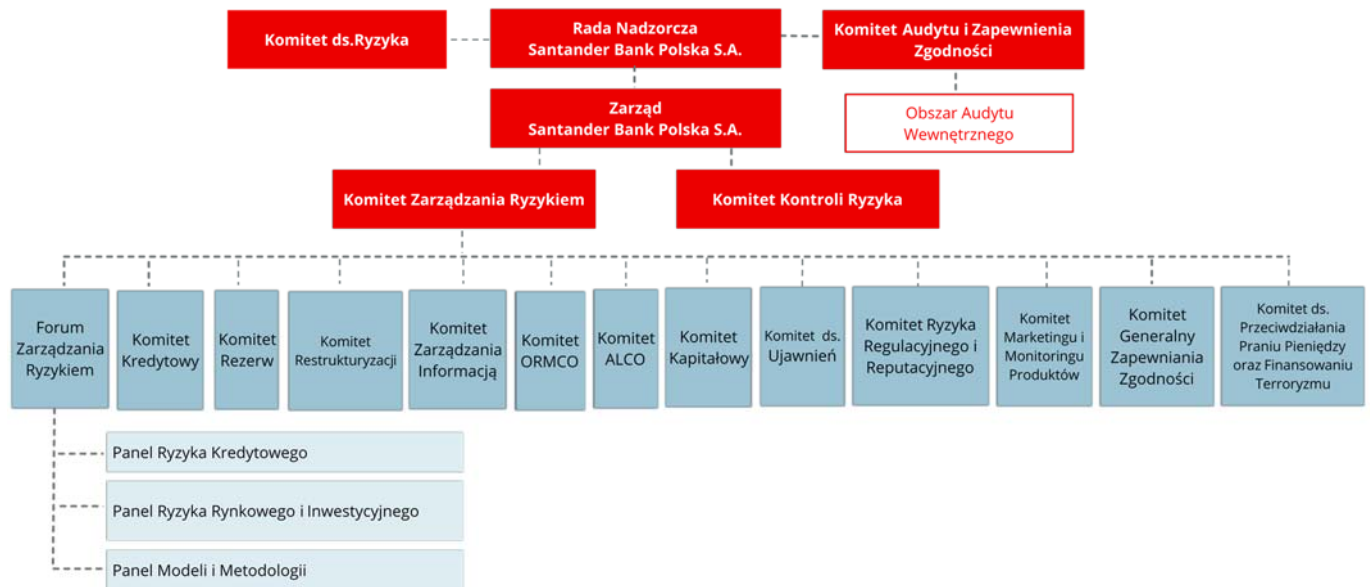 Komitet ds.Ryzyka
Rada Nadzorcza
Santander Bank Polska S.A.
Komitet Audytu i Zapewnienia
Zgodności
Zarząd
Santander Bank Polska S.A.
Obszar Audytu
Wewnętrznego
Komitet Zarządzania Ryzykiem
Komitet Kontroli Ryzyka
Forum
Zarządzania
Ryzykiem
Komitet
Kredytowy
Komitet
Rezerw
Komitet
Restrukturyzacji
Komitet
Zarządzania
Informacją
Komitet
ORMCO
Komitet
ALCO
Komitet
Kapitałowy
Komitet ds.
Ujawnień
Komitet Ryzyka
Regulacyjnego i
Reputacyjnego
Komitet
Marketingu i
Monitoringu
Produktów
Komitet
Generalny
Zapewniania
Zgodności
Komitet ds.
Przeciwdziałania
Praniu Pieniędzy
oraz Finansowaniu
Terroryzmu
Panel Ryzyka Kredytowego
Panel Ryzyka Rynkowego i Inwestycyjnego
Panel Modeli i Metodologii